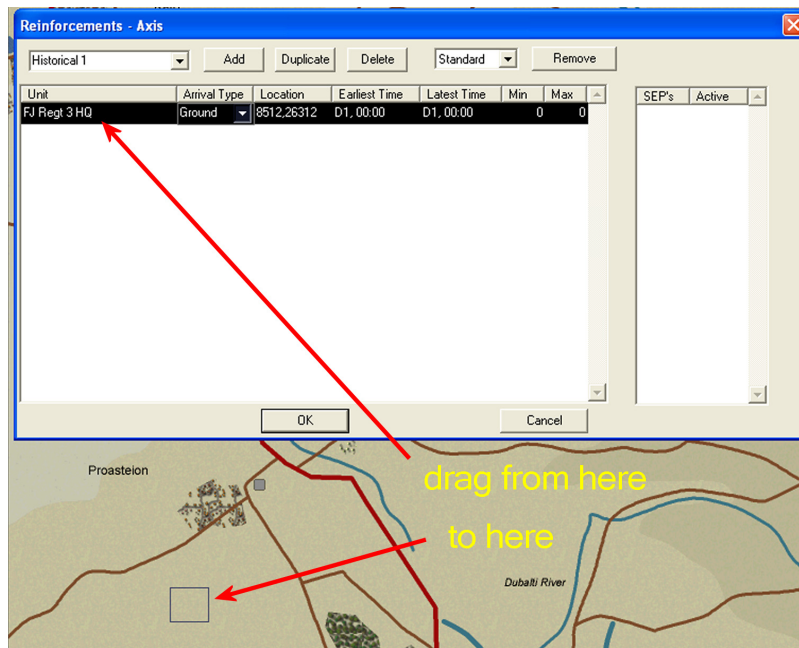 Reinforcements - Axis
Historical 1 Add Duplicate Delete Standard Remove
Unit Arrival Type Location Earliest Time Latest Time Min Max SEP's Active
FJ Regt 3 HQ Ground 8512,26312 D1, 00:00 D1, 00:00 0 0
OK Cancel
Proasteion
drag from here
to here
Dubalti River